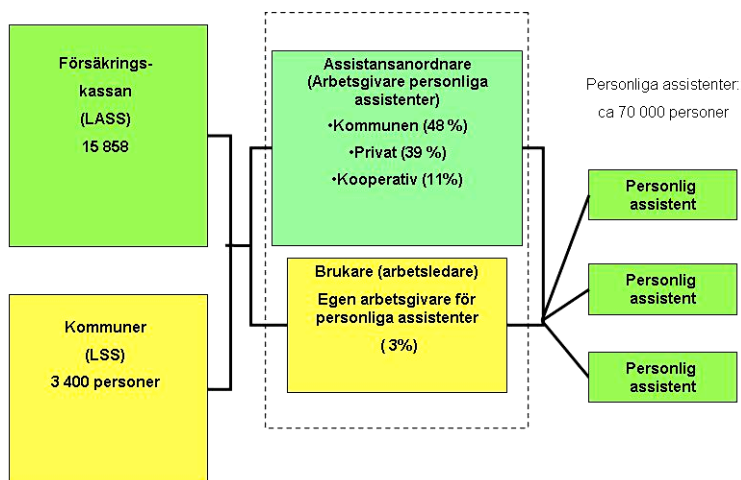 Försäkrings-
kassan
(LASS)
15 858
Kommuner
(LSS)
3 400 personer
Assistansanordnare
(Arbetsgivare personliga
assistenter)
•Kommunen (48 %)
•Privat (39 %)
•Kooperativ (11%)
Brukare (arbetsledare)
Egen arbetsgivare för
personliga assistenter
( 3%)
Personliga assistenter:
ca 70 000 personer
Personlig
assistent
Personlig
assistent
Personlig
assistent